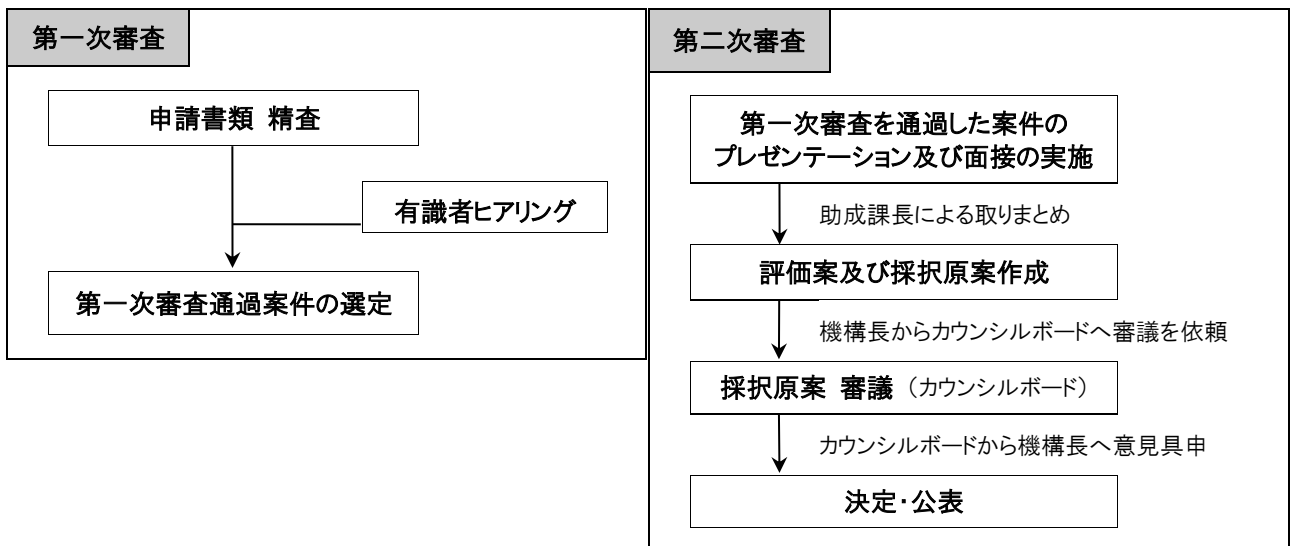 第一次審査
申請書類 精査
有識者ヒアリング
第一次審査通過案件の選定
第二次審査
第一次審査を通過した案件の
プレゼンテーション及び面接の実施
助成課長による取りまとめ
評価案及び採択原案作成
機構長からカウンシルボードへ審議を依頼
採択原案 審議（カウンシルボード）
カウンシルボードから機構長へ意見具申
決定・公表